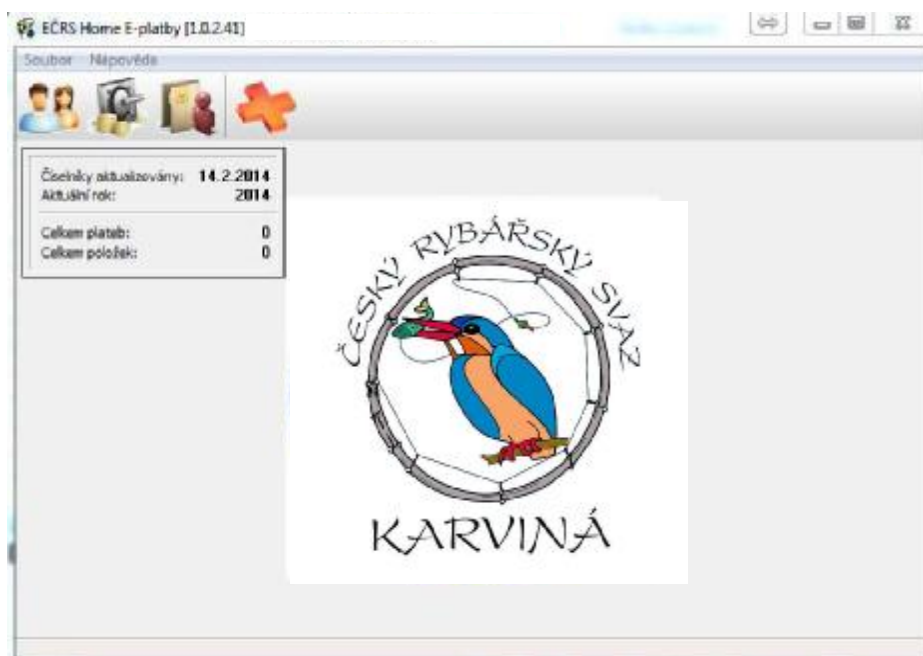 EČRS Home E-platby [1.0.2.41]
Soubor Nápověda
Číselníky aktualizovány: 14.2.2014
Aktuální rok: 2014
Celkem plateb: 0
Celkem položek: 0
ČESKÝ RYBÁŘSKÝ SVAZ
KARVINÁ